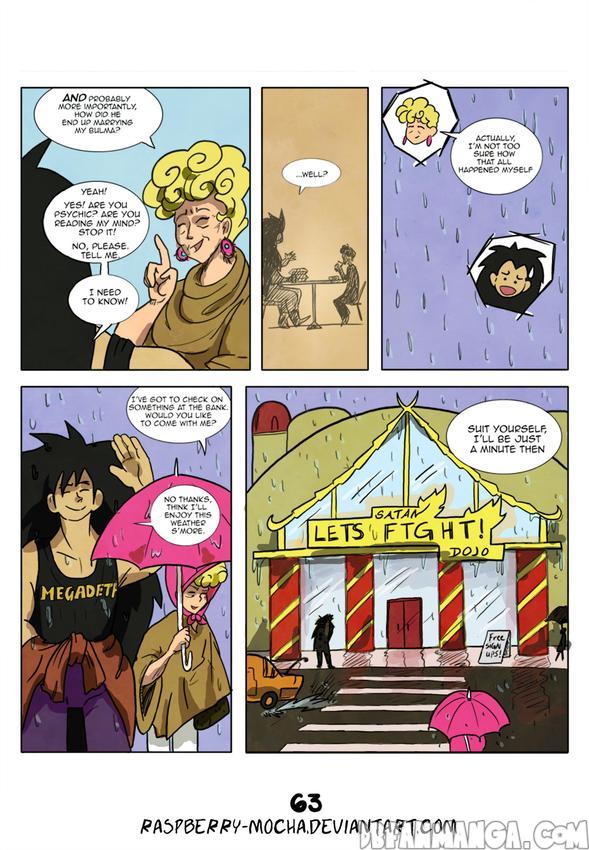 AND PROBABLY
MORE IMPORTANTLY,
HOW DID HE
END UP MARRYING
MY BULMA?
YEAH!
YES! ARE YOU
PSYCHIC? ARE YOU
READING MY MIND?
STOP IT!
NO, PLEASE.
TELL ME.
I NEED
TO KNOW!
...WELL?
ACTUALLY,
I'M NOT TOO
SURE HOW
THAT ALL
HAPPENED MYSELF
I'VE GOT TO CHECK ON
SOMETHING AT THE BANK.
WOULD YOU LIKE
TO COME WITH ME?
NO THANKS,
THINK I'LL
ENJOY THIS
WEATHER
S'MORE.
MEGADETH
SUIT YOURSELF,
I'LL BE JUST
A MINUTE THEN
SATAN
LETS FIGHT!
DOJO
Free
SIGN
UPS!
63
RASPBERRY-MOCHA.DEVIANTART.COM
DBFANMANGA.COM